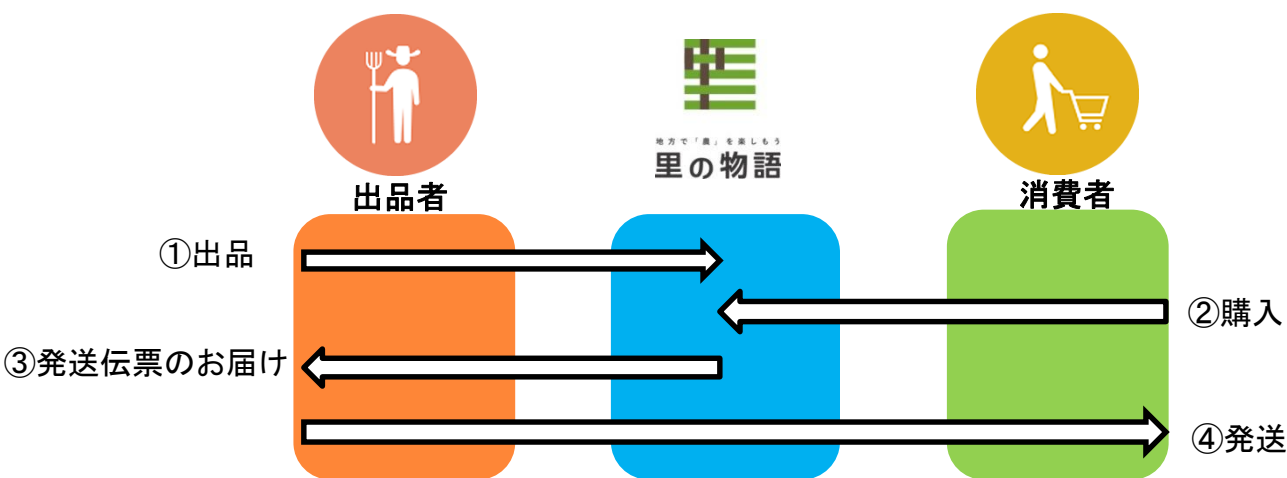 地方で「農」を楽しもう
里の物語
出品者
消費者
①出品
②購入
③発送伝票のお届け
④発送